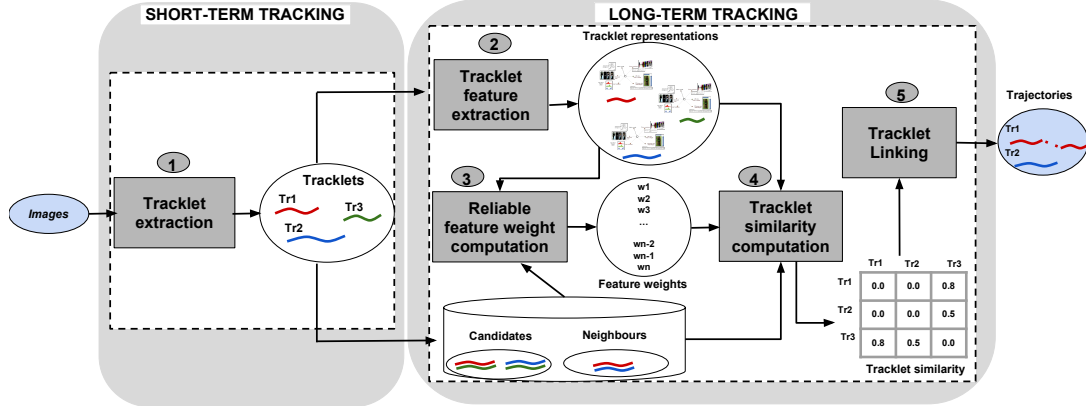 SHORT-TERM TRACKING
LONG-TERM TRACKING
Images
1
Tracklet
extraction
Tracklets
Tr1
Tr3
Tr2
2
Tracklet
feature
extraction
Tracklet representations
3
Reliable
feature weight
computation
w1
w2
w3
...
wn-2
wn-1
wn
Feature weights
4
Tracklet
similarity
computation
Candidates
Neighbours
5
Tracklet
Linking
Tr1 Tr2 Tr3
Tr1 0.0 0.0 0.8
Tr2 0.0 0.0 0.5
Tr3 0.8 0.5 0.0
Tracklet similarity
Trajectories
Tr1
Tr2